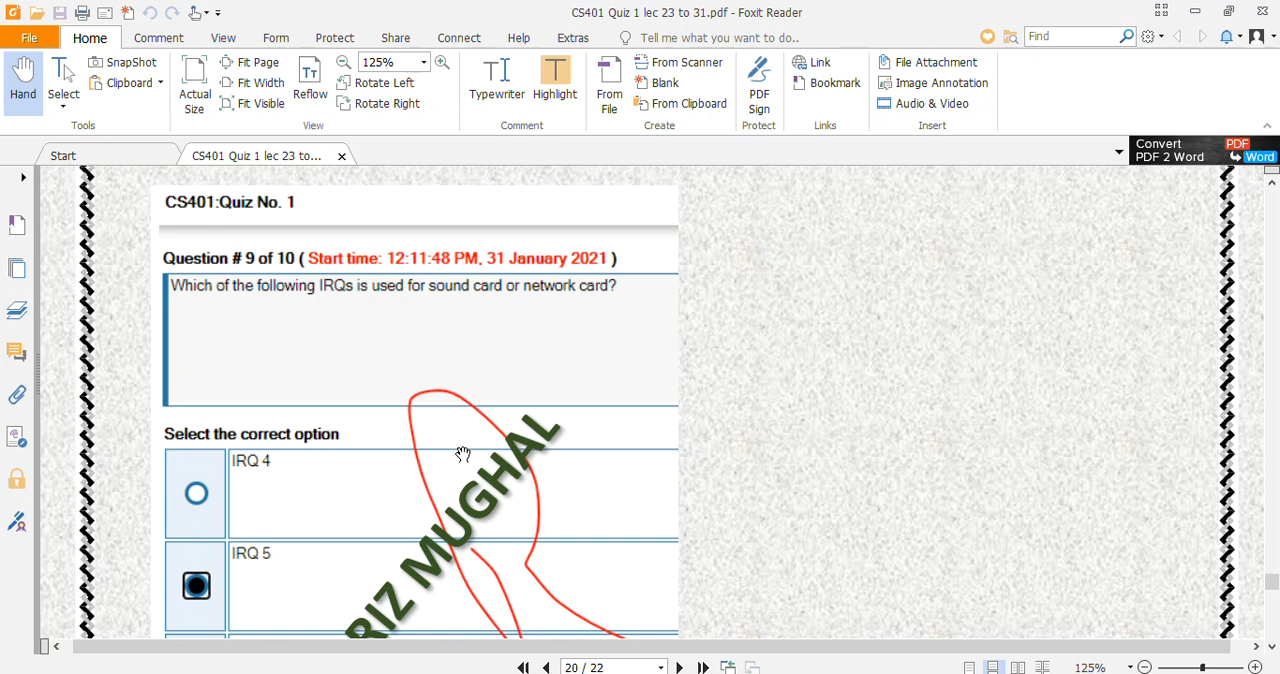 CS401 Quiz 1 lec 23 to 31.pdf - Foxit Reader
File Home Comment View Form Protect Share Connect Help Extras Tell me what you want to do.. Find
Hand Select SnapShot Clipboard Actual Size Fit Page Fit Width Fit Visible Reflow 125% Rotate Left Rotate Right Typewriter Highlight From File From Scanner Blank From Clipboard PDF Sign Link Bookmark File Attachment Image Annotation Audio & Video
Tools View Comment Create Protect Links Insert
Start CS401 Quiz 1 lec 23 to...
Convert PDF
PDF 2 Word Word
CS401:Quiz No. 1
Question # 9 of 10 ( Start time: 12:11:48 PM, 31 January 2021 )
Which of the following IRQs is used for sound card or network card?
Select the correct option
IRQ 4
IRQ 5
RIZ MUGHAL
20 / 22 125%